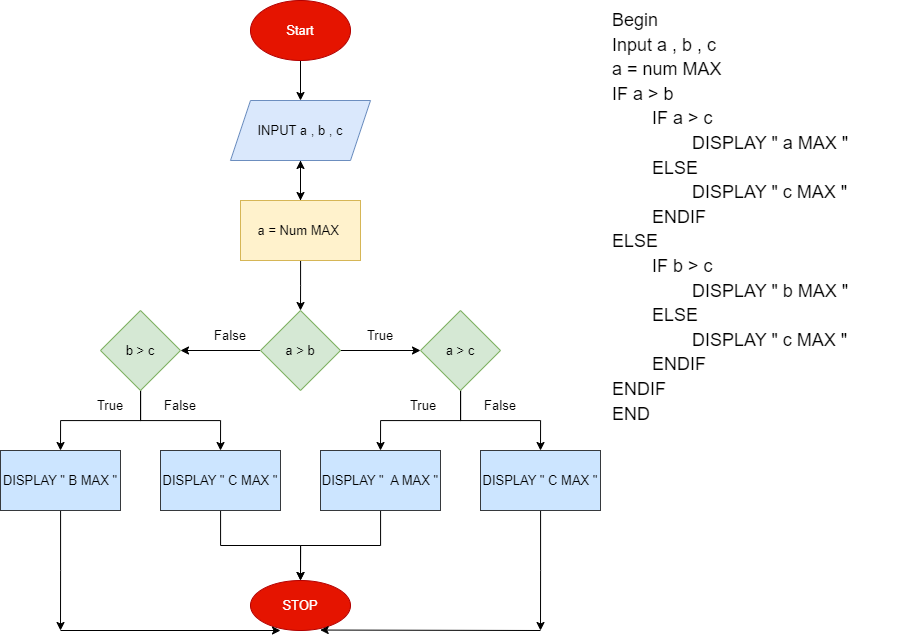 Start
INPUT a , b , c
a = Num MAX
False
True
b > c
a > b
a > c
True
False
True
False
DISPLAY " B MAX "
DISPLAY " C MAX "
DISPLAY "  A MAX "
DISPLAY " C MAX "
STOP
Begin
Input a , b , c
a = num MAX
IF a > b
IF a > c
DISPLAY " a MAX "
ELSE
DISPLAY " c MAX "
ENDIF
ELSE
IF b > c
DISPLAY " b MAX "
ELSE
DISPLAY " c MAX "
ENDIF
ENDIF
END